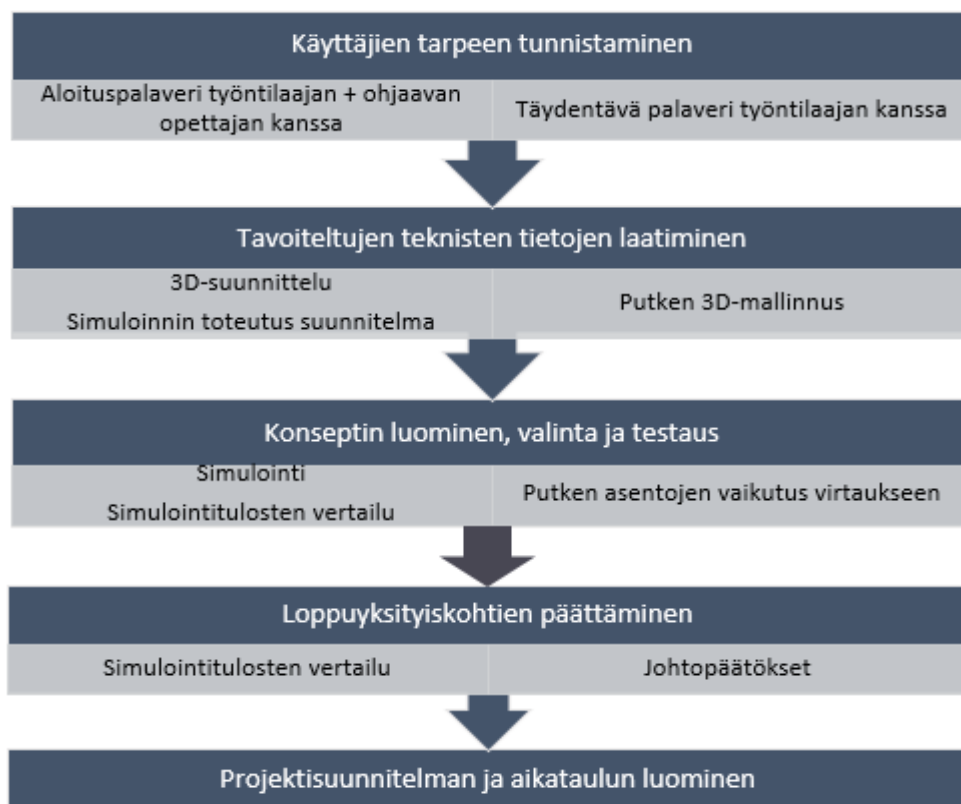 Käyttäjien tarpeen tunnistaminen
Aloituspalaveri työntilaajan + ohjaavan
opettajan kanssa
Täydentävä palaveri työntilaajan kanssa
Tavoiteltujen teknisten tietojen laatiminen
3D-suunnittelu
Simuloinnin toteutus suunnitelma
Putken 3D-mallinnus
Konseptin luominen, valinta ja testaus
Simulointi
Simulointitulosten vertailu
Putken asentojen vaikutus virtaukseen
Loppuyksityiskohtien päättäminen
Simulointitulosten vertailu
Johtopäätökset
Projektisuunnitelman ja aikataulun luominen